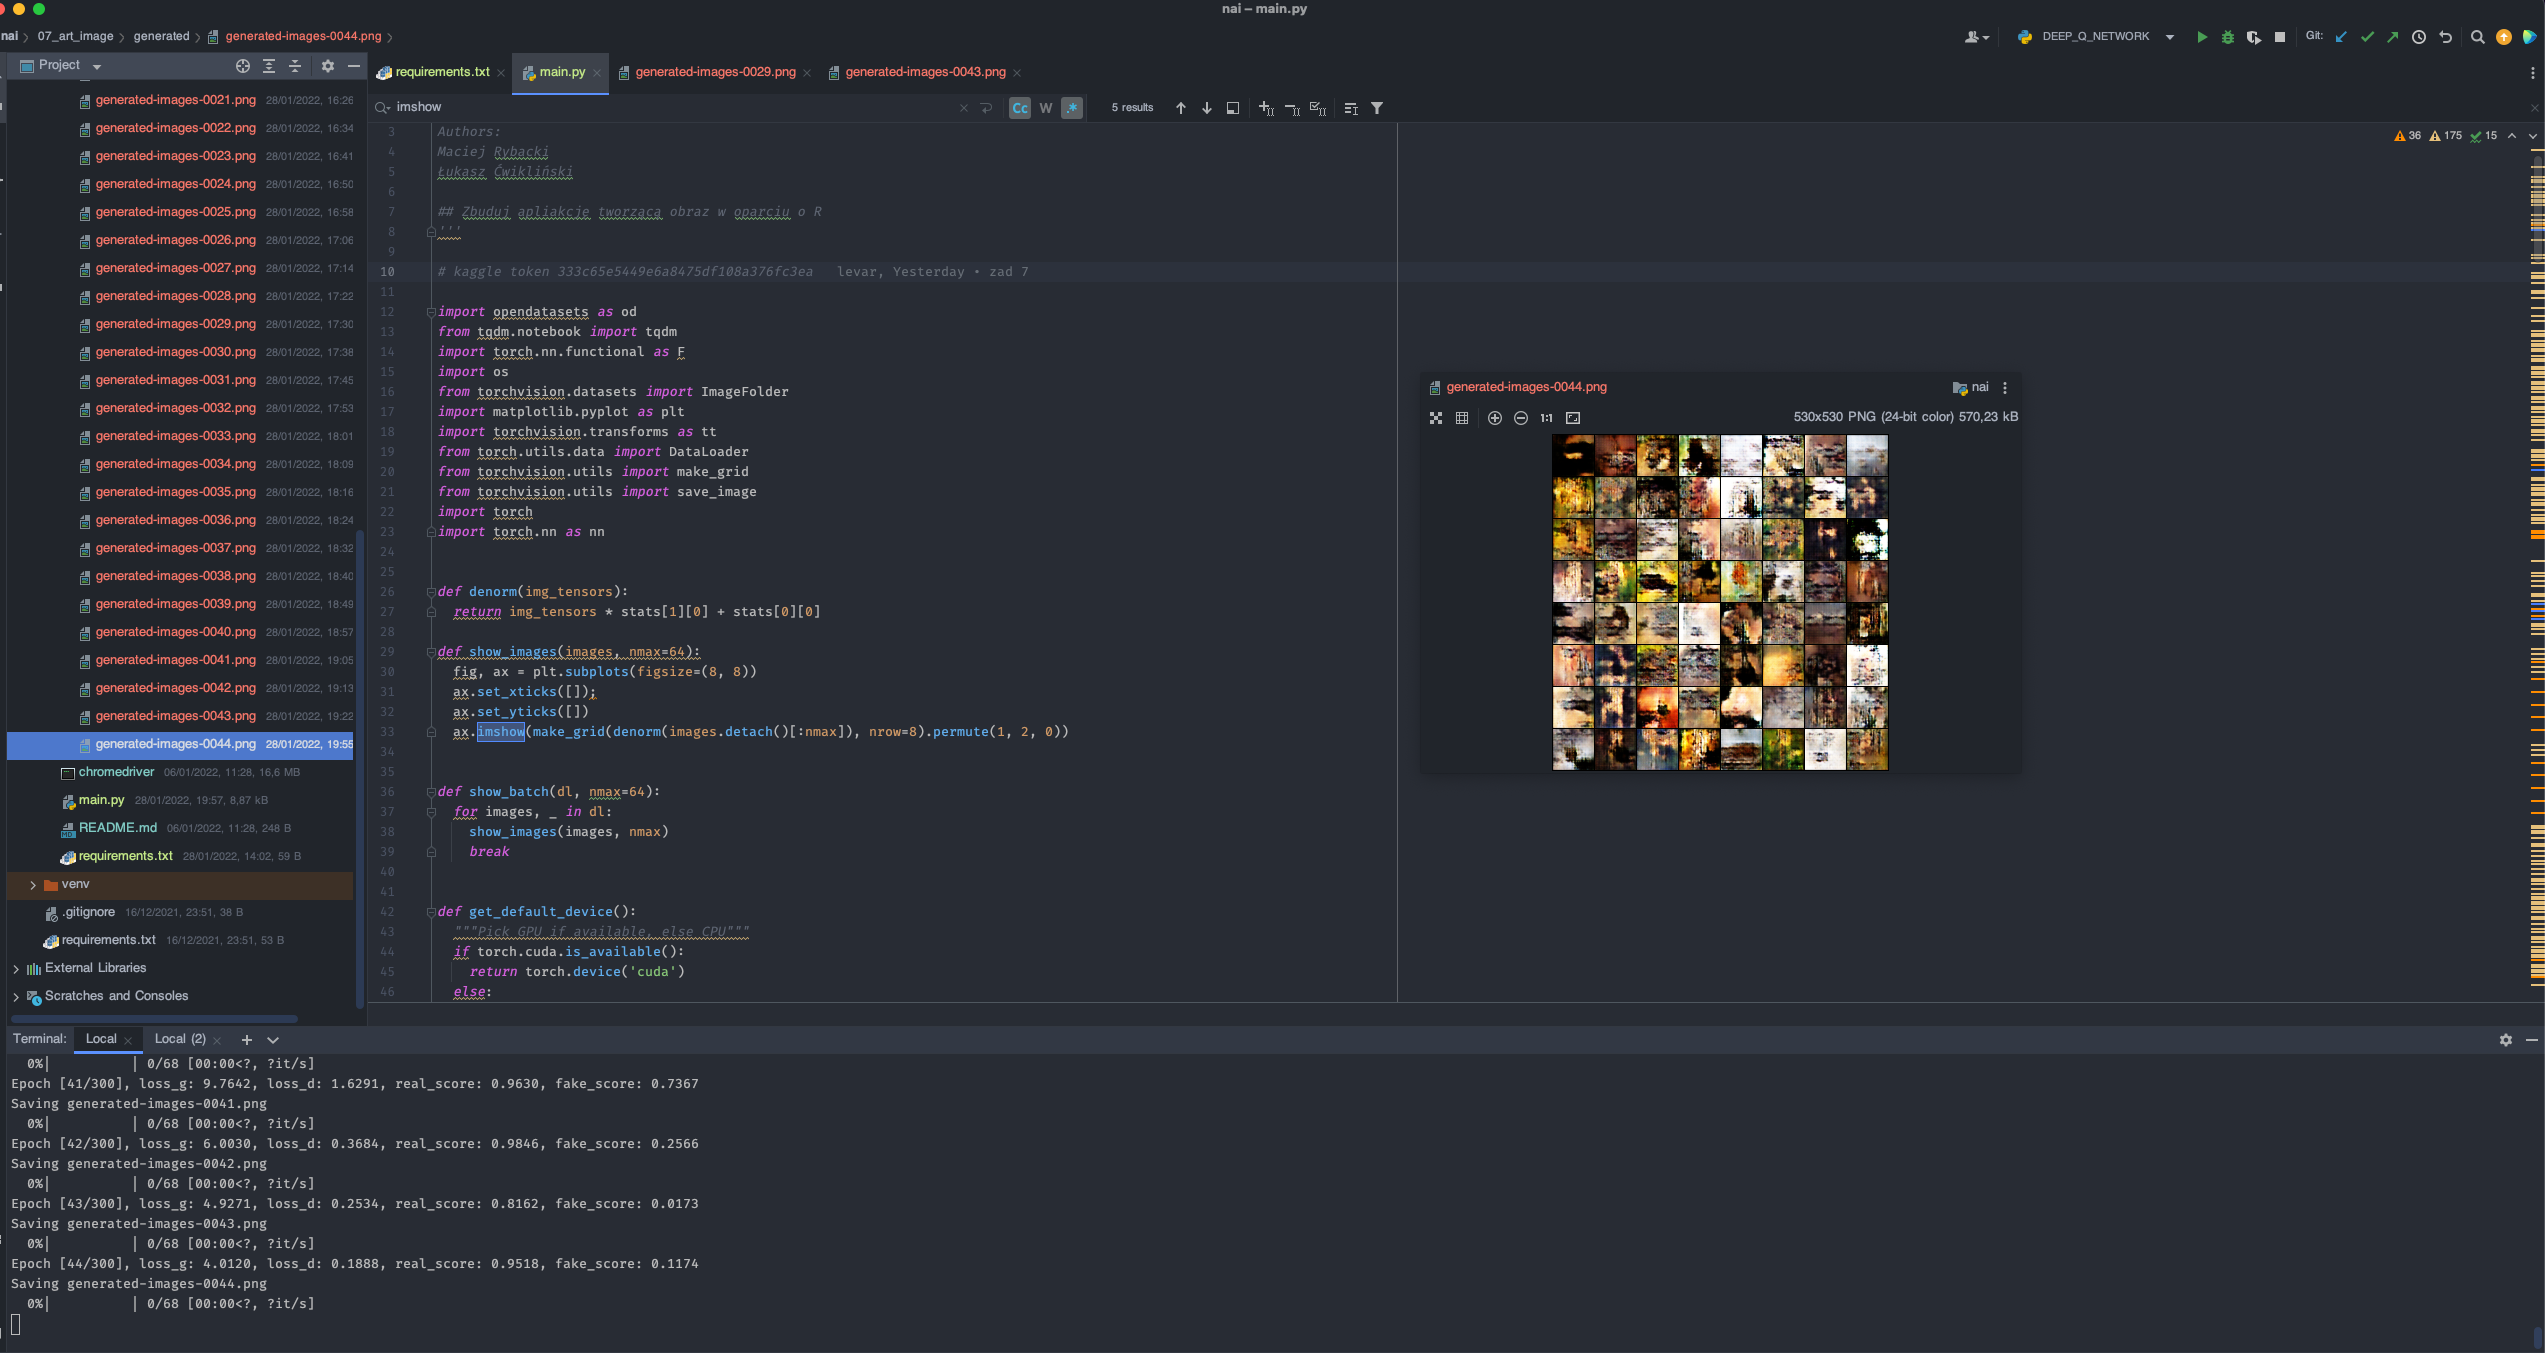 nai – main.py
nai 07_art_image generated generated-images-0044.png
DEEP_Q_NETWORK Git:
Project
requirements.txt main.py generated-images-0029.png generated-images-0043.png
imshow Cc W .* 5 results
36 175 15
generated-images-0021.png 28/01/2022, 16:26
generated-images-0022.png 28/01/2022, 16:34
generated-images-0023.png 28/01/2022, 16:41
generated-images-0024.png 28/01/2022, 16:50
generated-images-0025.png 28/01/2022, 16:58
generated-images-0026.png 28/01/2022, 17:06
generated-images-0027.png 28/01/2022, 17:14
generated-images-0028.png 28/01/2022, 17:22
generated-images-0029.png 28/01/2022, 17:30
generated-images-0030.png 28/01/2022, 17:38
generated-images-0031.png 28/01/2022, 17:45
generated-images-0032.png 28/01/2022, 17:53
generated-images-0033.png 28/01/2022, 18:01
generated-images-0034.png 28/01/2022, 18:09
generated-images-0035.png 28/01/2022, 18:16
generated-images-0036.png 28/01/2022, 18:24
generated-images-0037.png 28/01/2022, 18:32
generated-images-0038.png 28/01/2022, 18:40
generated-images-0039.png 28/01/2022, 18:49
generated-images-0040.png 28/01/2022, 18:57
generated-images-0041.png 28/01/2022, 19:05
generated-images-0042.png 28/01/2022, 19:13
generated-images-0043.png 28/01/2022, 19:22
generated-images-0044.png 28/01/2022, 19:55
chromedriver 06/01/2022, 11:28, 16,6 MB
main.py 28/01/2022, 19:57, 8,87 kB
README.md 06/01/2022, 11:28, 248 B
requirements.txt 28/01/2022, 14:02, 59 B
venv
.gitignore 16/12/2021, 23:51, 38 B
requirements.txt 16/12/2021, 23:51, 53 B
External Libraries
Scratches and Consoles
3 Authors:
4 Maciej Rybacki
5 Łukasz Ćwikliński
6
7 ## Zbuduj apliakcję tworzącą obraz w oparciu o R
8 '''
9
10 # kaggle token 333c65e5449e6a8475df108a376fc3ea levar, Yesterday • zad 7
11
12 import opendatasets as od
13 from tqdm.notebook import tqdm
14 import torch.nn.functional as F
15 import os
16 from torchvision.datasets import ImageFolder
17 import matplotlib.pyplot as plt
18 import torchvision.transforms as tt
19 from torch.utils.data import DataLoader
20 from torchvision.utils import make_grid
21 from torchvision.utils import save_image
22 import torch
23 import torch.nn as nn
24
25
26 def denorm(img_tensors):
27 return img_tensors * stats[1][0] + stats[0][0]
28
29 def show_images(images, nmax=64):
30 fig, ax = plt.subplots(figsize=(8, 8))
31 ax.set_xticks([]);
32 ax.set_yticks([])
33 ax.imshow(make_grid(denorm(images.detach()[:nmax]), nrow=8).permute(1, 2, 0))
34
35
36 def show_batch(dl, nmax=64):
37 for images, _ in dl:
38 show_images(images, nmax)
39 break
40
41
42 def get_default_device():
43 """Pick GPU if available, else CPU"""
44 if torch.cuda.is_available():
45 return torch.device('cuda')
46 else:
generated-images-0044.png nai
1:1 530x530 PNG (24-bit color) 570,23 kB
Terminal: Local Local (2)
0%| | 0/68 [00:00<?, ?it/s]
Epoch [41/300], loss_g: 9.7642, loss_d: 1.6291, real_score: 0.9630, fake_score: 0.7367
Saving generated-images-0041.png
0%| | 0/68 [00:00<?, ?it/s]
Epoch [42/300], loss_g: 6.0030, loss_d: 0.3684, real_score: 0.9846, fake_score: 0.2566
Saving generated-images-0042.png
0%| | 0/68 [00:00<?, ?it/s]
Epoch [43/300], loss_g: 4.9271, loss_d: 0.2534, real_score: 0.8162, fake_score: 0.0173
Saving generated-images-0043.png
0%| | 0/68 [00:00<?, ?it/s]
Epoch [44/300], loss_g: 4.0120, loss_d: 0.1888, real_score: 0.9518, fake_score: 0.1174
Saving generated-images-0044.png
0%| | 0/68 [00:00<?, ?it/s]